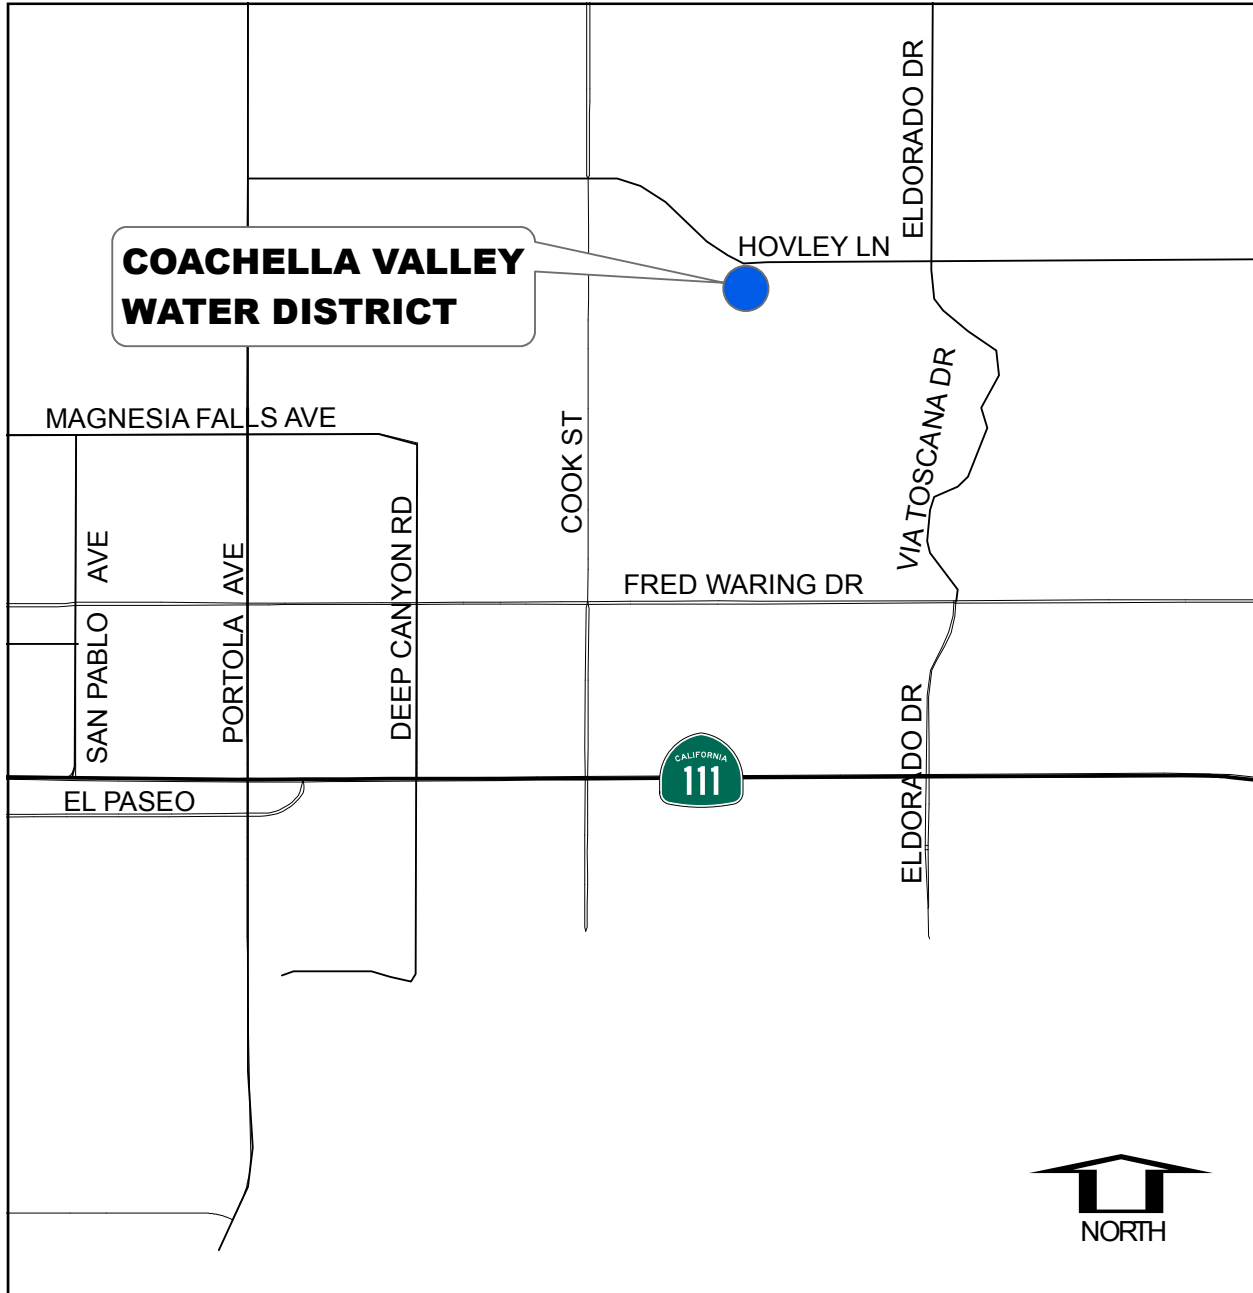 ELDORADO DR
HOVLEY LN
COACHELLA VALLEY
WATER DISTRICT
MAGNESIA FALLS AVE
COOK ST
VIA TOSCANA DR
SAN PABLO AVE
PORTOLA AVE
DEEP CANYON RD
FRED WARING DR
ELDORADO DR
CALIFORNIA
111
EL PASEO
NORTH